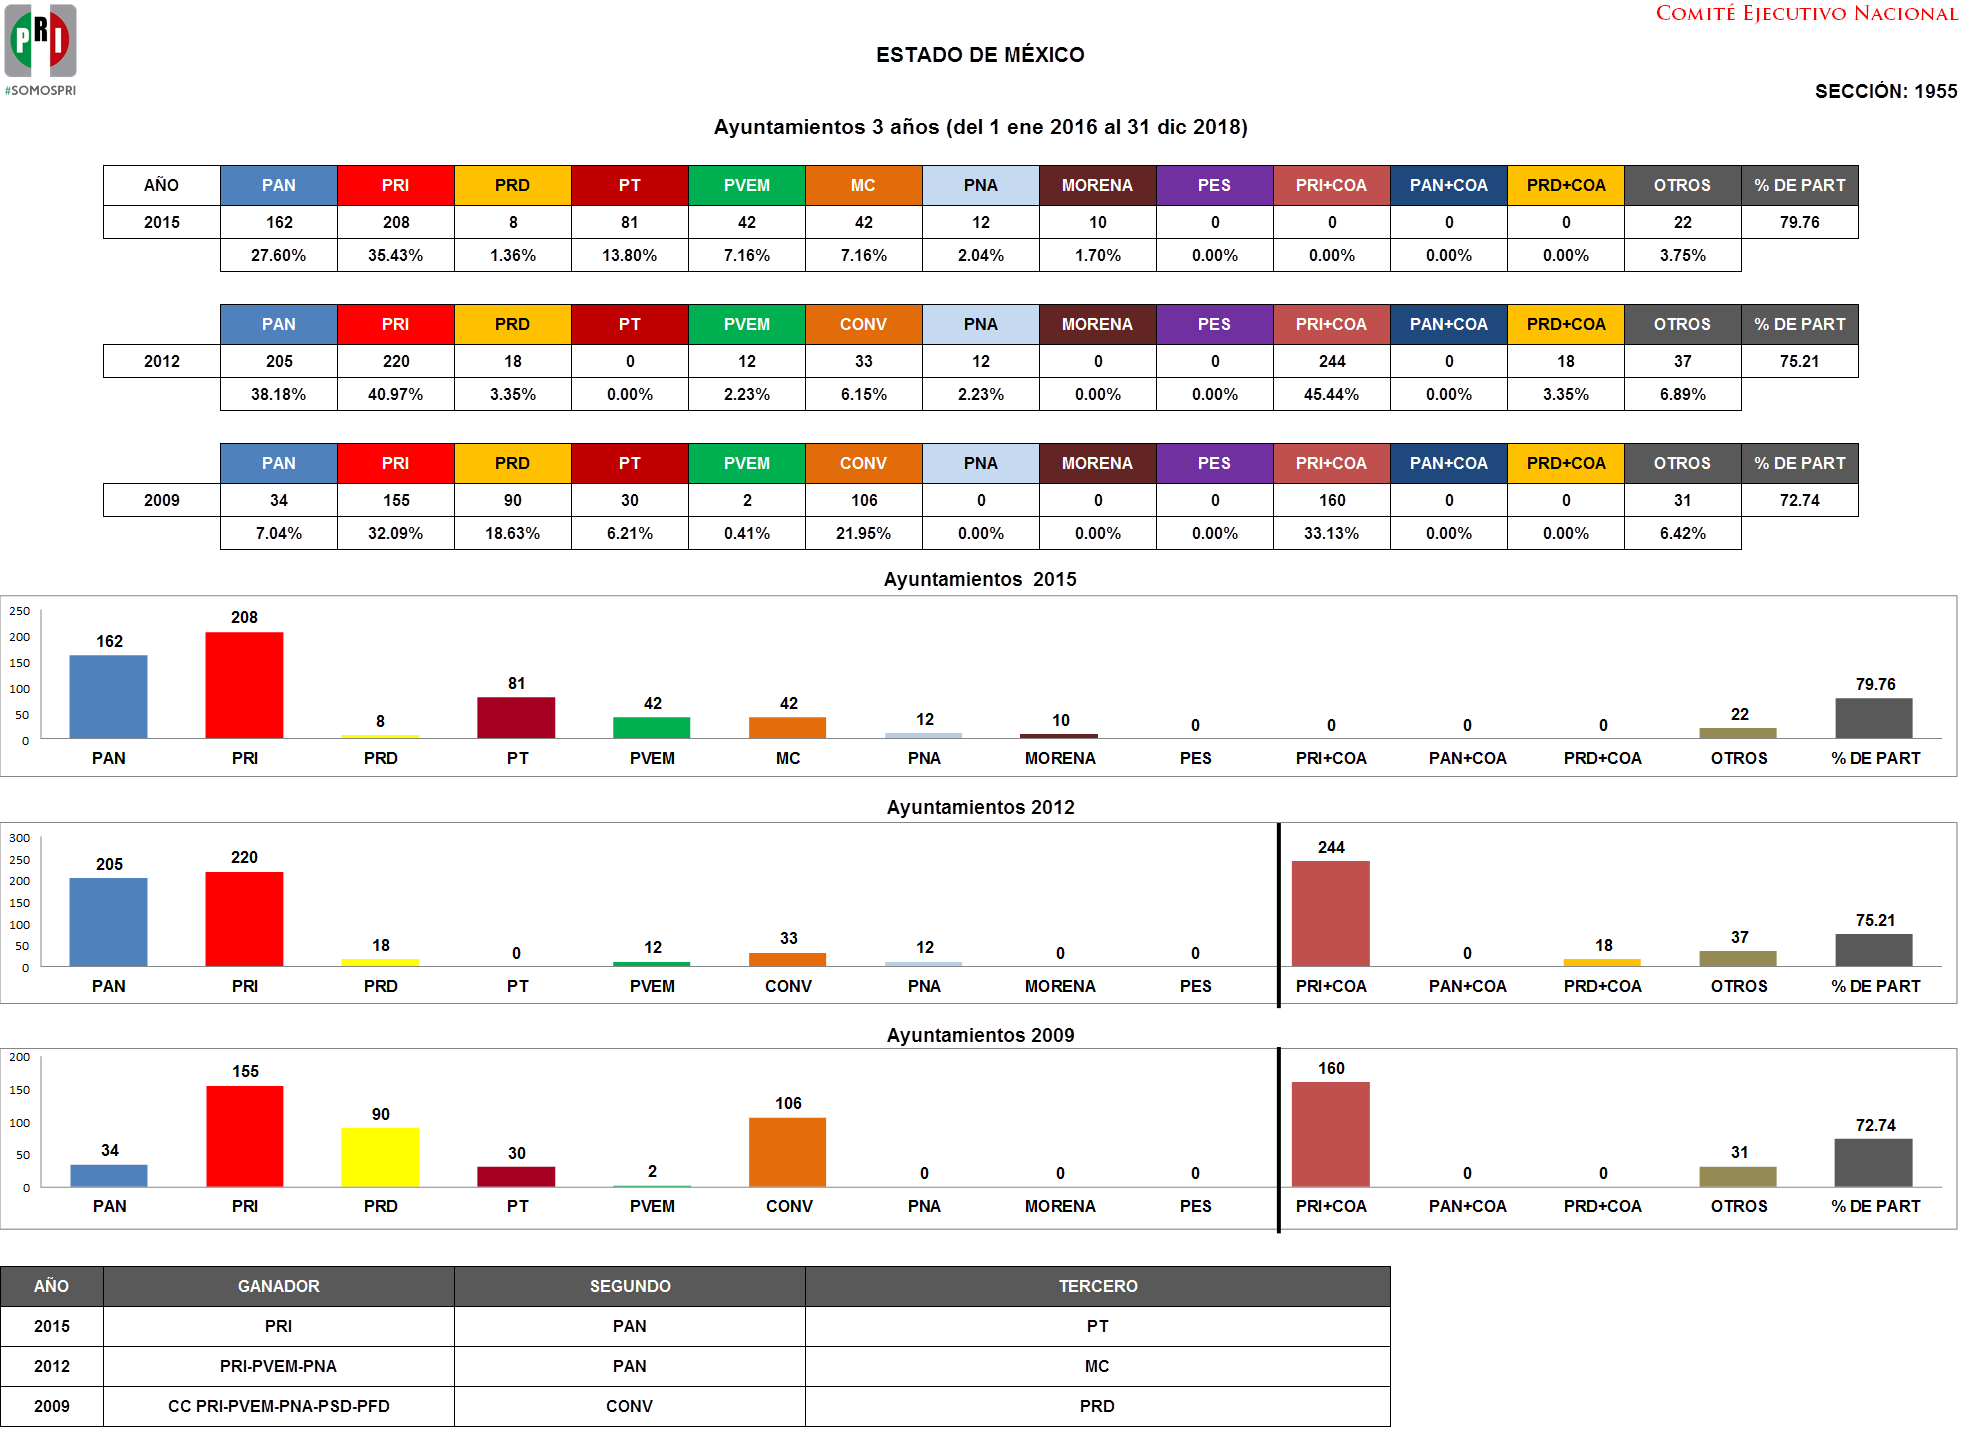 PRI
#SOMOSPRI
COMITÉ EJECUTIVO NACIONAL
ESTADO DE MÉXICO
SECCIÓN: 1955
Ayuntamientos 3 años (del 1 ene 2016 al 31 dic 2018)
AÑO PAN PRI PRD PT PVEM MC PNA MORENA PES PRI+COA PAN+COA PRD+COA OTROS % DE PART
2015 162 208 8 81 42 42 12 10 0 0 0 0 22 79.76
27.60% 35.43% 1.36% 13.80% 7.16% 7.16% 2.04% 1.70% 0.00% 0.00% 0.00% 0.00% 3.75%
PAN PRI PRD PT PVEM CONV PNA MORENA PES PRI+COA PAN+COA PRD+COA OTROS % DE PART
2012 205 220 18 0 12 33 12 0 0 244 0 18 37 75.21
38.18% 40.97% 3.35% 0.00% 2.23% 6.15% 2.23% 0.00% 0.00% 45.44% 0.00% 3.35% 6.89%
PAN PRI PRD PT PVEM CONV PNA MORENA PES PRI+COA PAN+COA PRD+COA OTROS % DE PART
2009 34 155 90 30 2 106 0 0 0 160 0 0 31 72.74
7.04% 32.09% 18.63% 6.21% 0.41% 21.95% 0.00% 0.00% 0.00% 33.13% 0.00% 0.00% 6.42%
Ayuntamientos 2015
250
200
150
100
50
0
162 208 8 81 42 42 12 10 0 0 0 0 22 79.76
PAN PRI PRD PT PVEM MC PNA MORENA PES PRI+COA PAN+COA PRD+COA OTROS % DE PART
Ayuntamientos 2012
300
250
200
150
100
50
0
205 220 18 0 12 33 12 0 0 244 0 18 37 75.21
PAN PRI PRD PT PVEM CONV PNA MORENA PES PRI+COA PAN+COA PRD+COA OTROS % DE PART
Ayuntamientos 2009
200
150
100
50
0
34 155 90 30 2 106 0 0 0 160 0 0 31 72.74
PAN PRI PRD PT PVEM CONV PNA MORENA PES PRI+COA PAN+COA PRD+COA OTROS % DE PART
AÑO GANADOR SEGUNDO TERCERO
2015 PRI PAN PT
2012 PRI-PVEM-PNA PAN MC
2009 CC PRI-PVEM-PNA-PSD-PFD CONV PRD